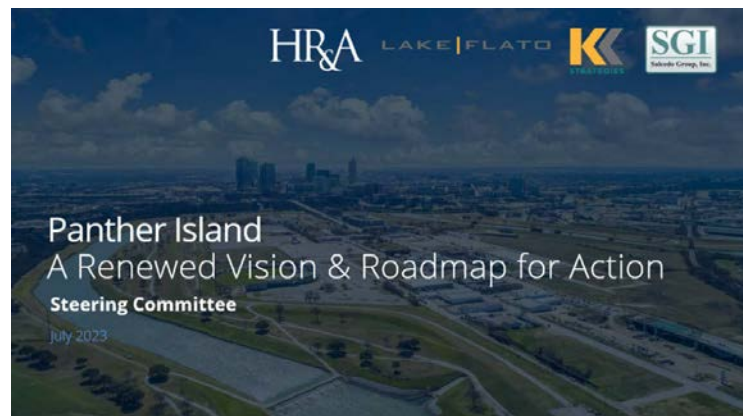 HR&A LAKE|FLATO KK STRATEGIES SGI
Salcedo Group, Inc.
Panther Island
A Renewed Vision & Roadmap for Action
Steering Committee
July 2023